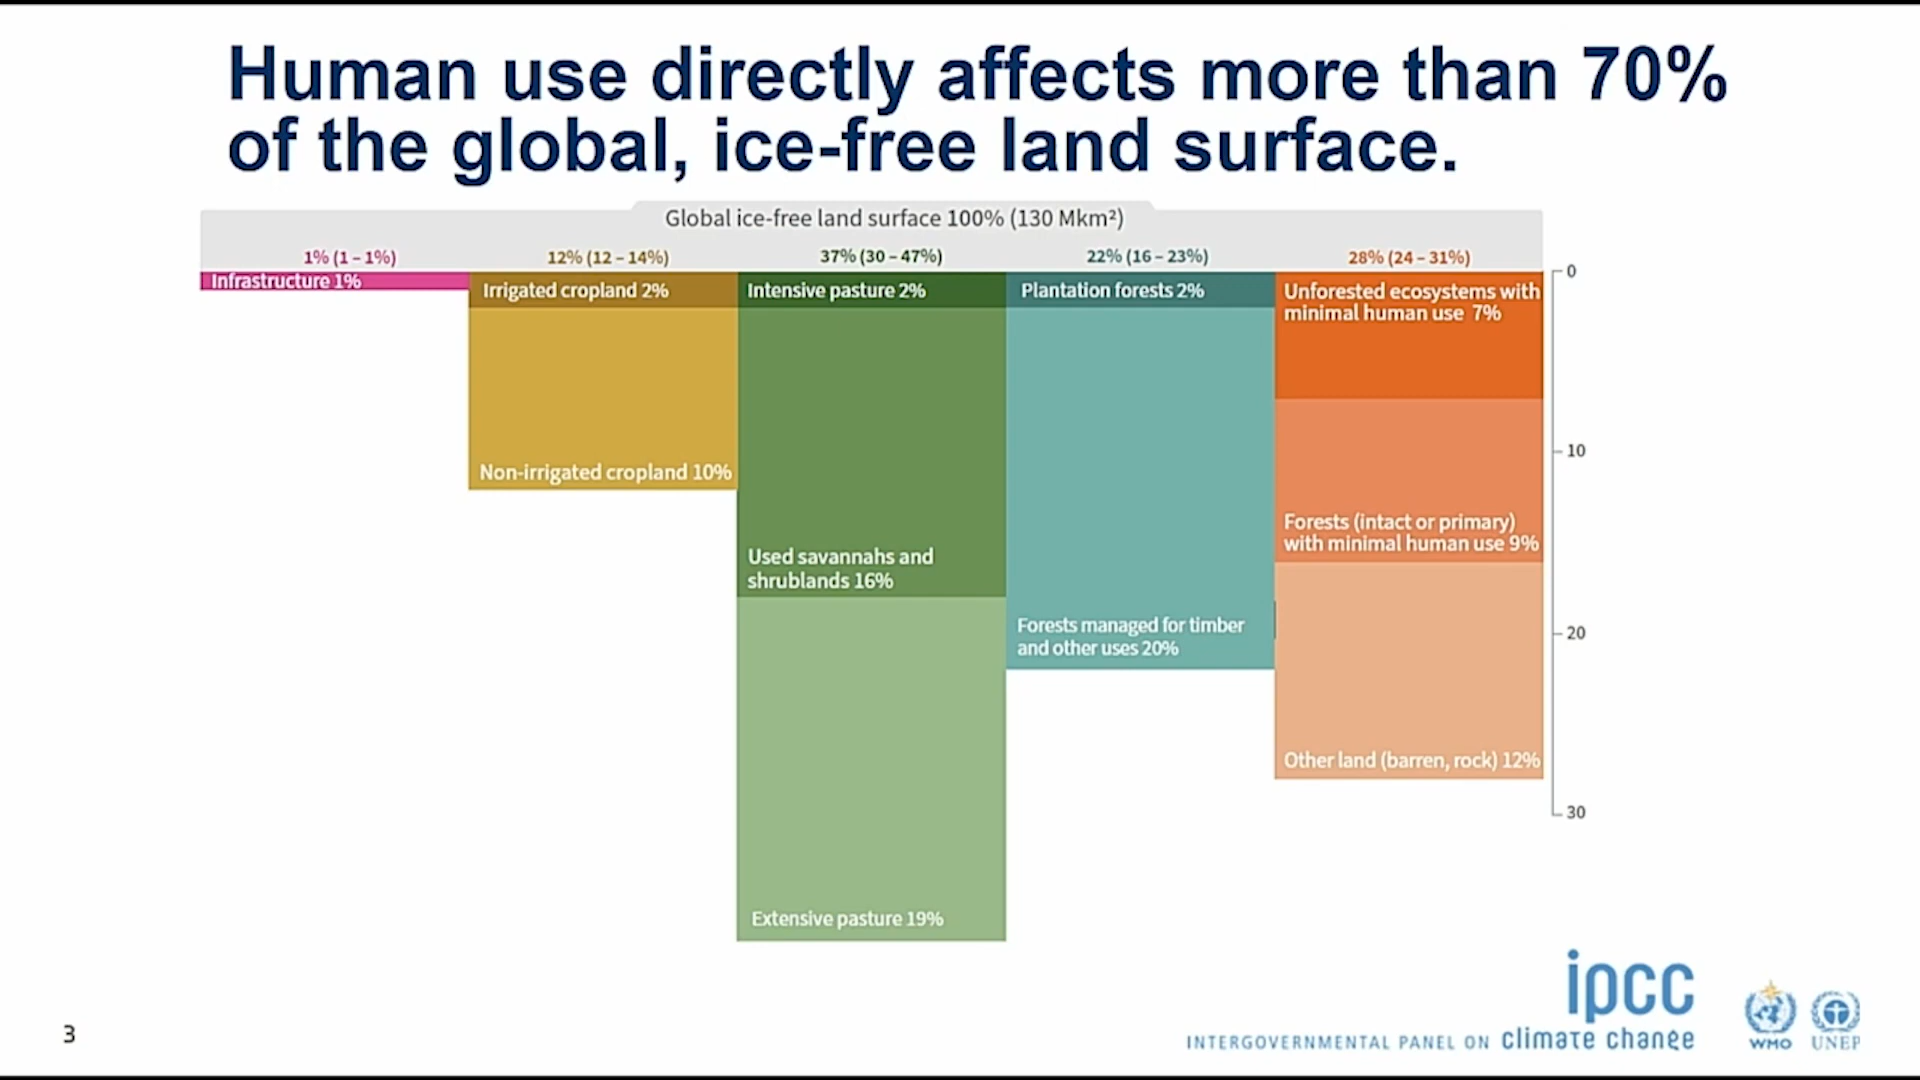 Human use directly affects more than 70%
of the global, ice-free land surface.
Global ice-free land surface 100% (130 Mkm²)
1% (1 – 1%)
12% (12 – 14%)
37% (30 – 47%)
22% (16 – 23%)
28% (24 – 31%)
Infrastructure 1%
Irrigated cropland 2%
Non-irrigated cropland 10%
Intensive pasture 2%
Used savannahs and
shrublands 16%
Extensive pasture 19%
Plantation forests 2%
Forests managed for timber
and other uses 20%
Unforested ecosystems with
minimal human use 7%
Forests (intact or primary)
with minimal human use 9%
Other land (barren, rock) 12%
0
10
20
30
3
ipcc
INTERGOVERNMENTAL PANEL ON climate change
WMO
UNEP